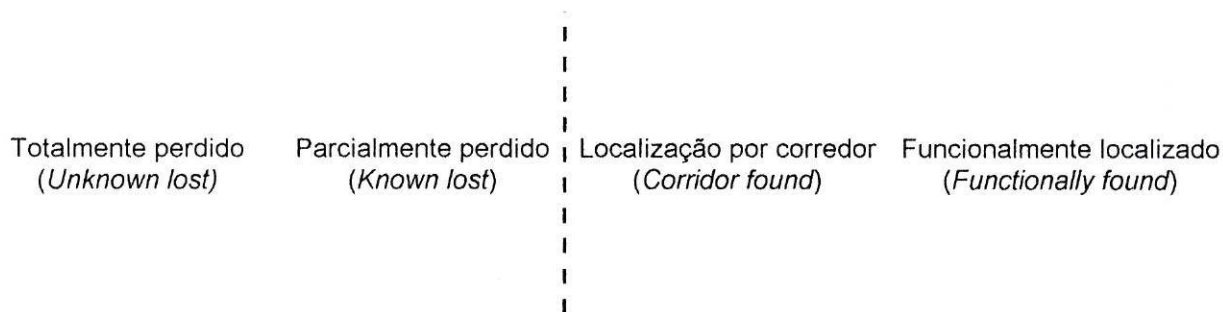 Totalmente perdido
(Unknown lost)
Parcialmente perdido
(Known lost)
Localização por corredor
(Corridor found)
Funcionalmente localizado
(Functionally found)